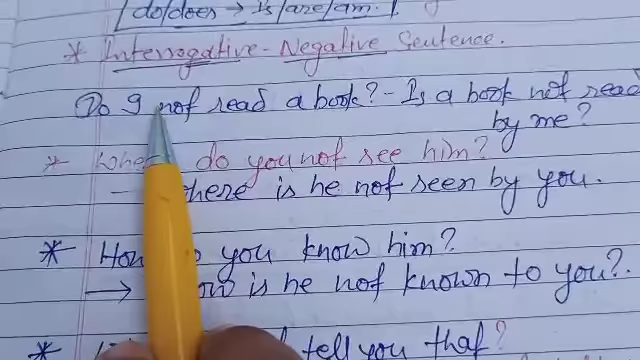 [do/does → Is/are/am.]
* Interrogative-Negative Sentence.
Do I not read a book? - Is a book not read
by me?
* do you not see him?
is he not seen by you.
* you know him?
→ is he not known to you?
* tell you that?